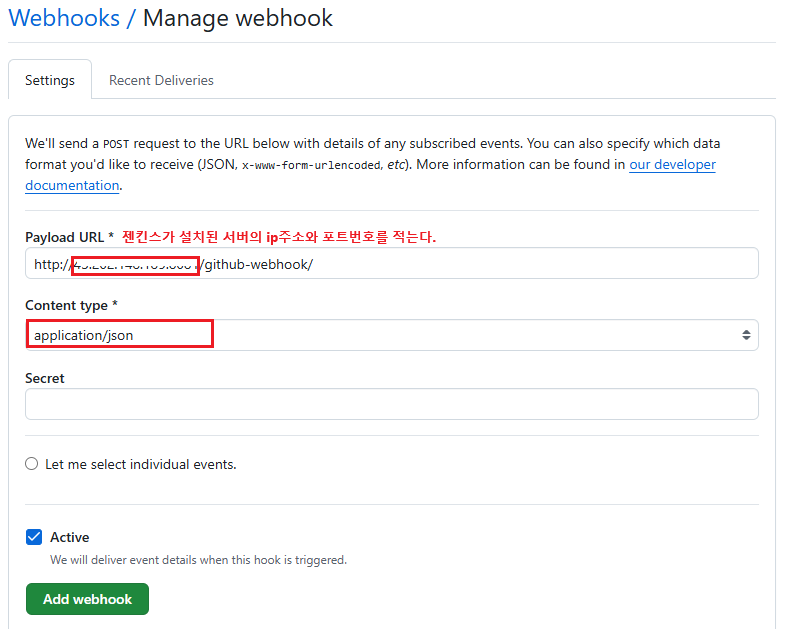 Webhooks / Manage webhook
Settings
Recent Deliveries
We'll send a POST request to the URL below with details of any subscribed events. You can also specify which data
format you'd like to receive (JSON, x-www-form-urlencoded, etc). More information can be found in our developer
documentation.
Payload URL * 젠킨스가 설치된 서버의 ip주소와 포트번호를 적는다.
http:// /github-webhook/
Content type *
application/json
Secret
Let me select individual events.
Active
We will deliver event details when this hook is triggered.
Add webhook